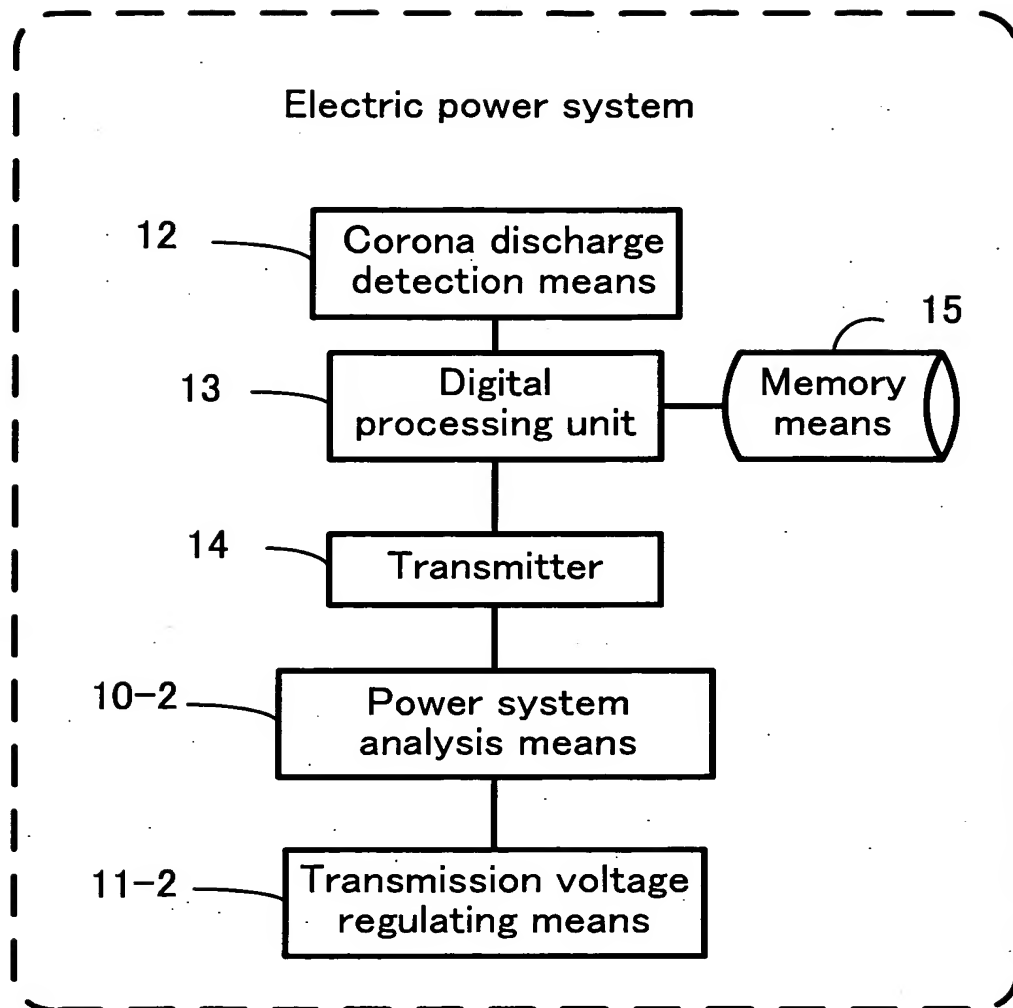 Electric power system
12
Corona discharge
detection means
15
13
Digital
processing unit
Memory
means
14
Transmitter
10-2
Power system
analysis means
11-2
Transmission voltage
regulating means